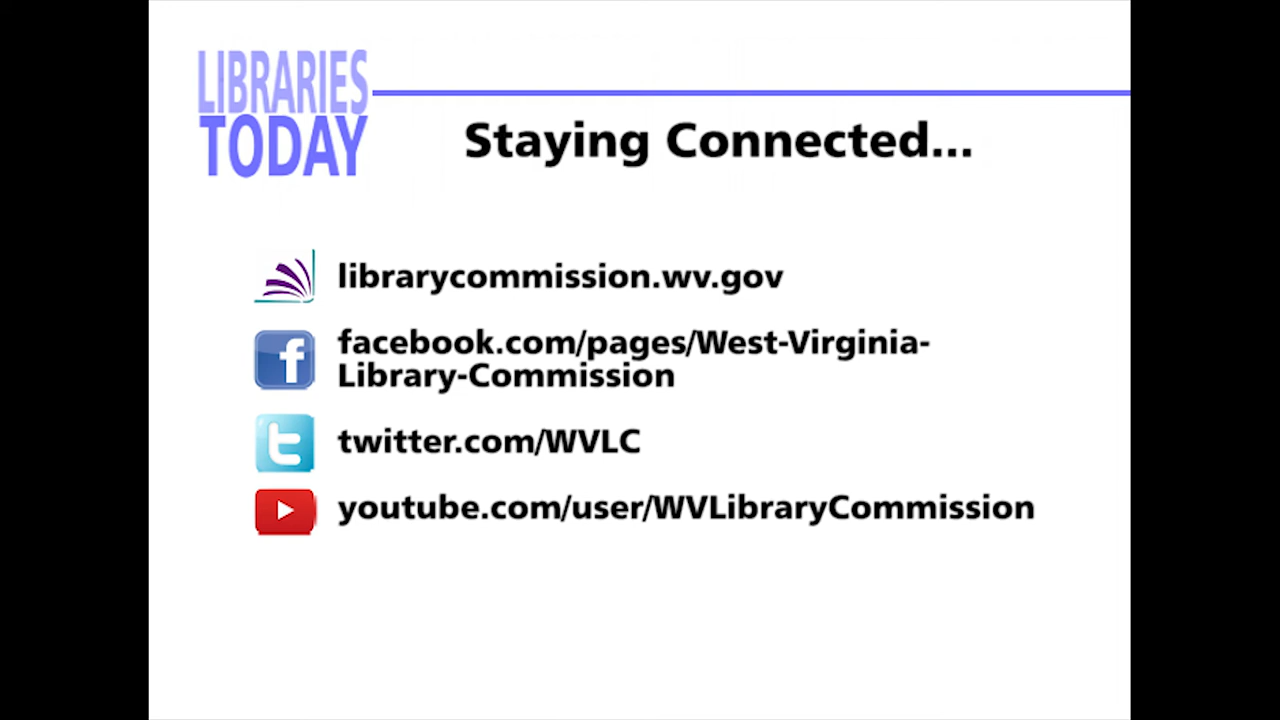 LIBRARIES
TODAY
Staying Connected...
librarycommission.wv.gov
facebook.com/pages/West-Virginia-
Library-Commission
twitter.com/WVLC
youtube.com/user/WVLibraryCommission